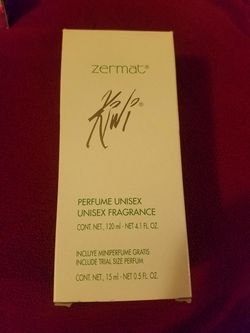 zermat®
Kiwi®
PERFUME UNISEX
UNISEX FRAGRANCE
CONT. NET., 120 ml - NET 4.1 FL. OZ.
INCLUYE MINIPERFUME GRATIS
INCLUDE TRIAL SIZE PERFUM
CONT. NET., 15 ml - NET 0.5 FL. OZ.